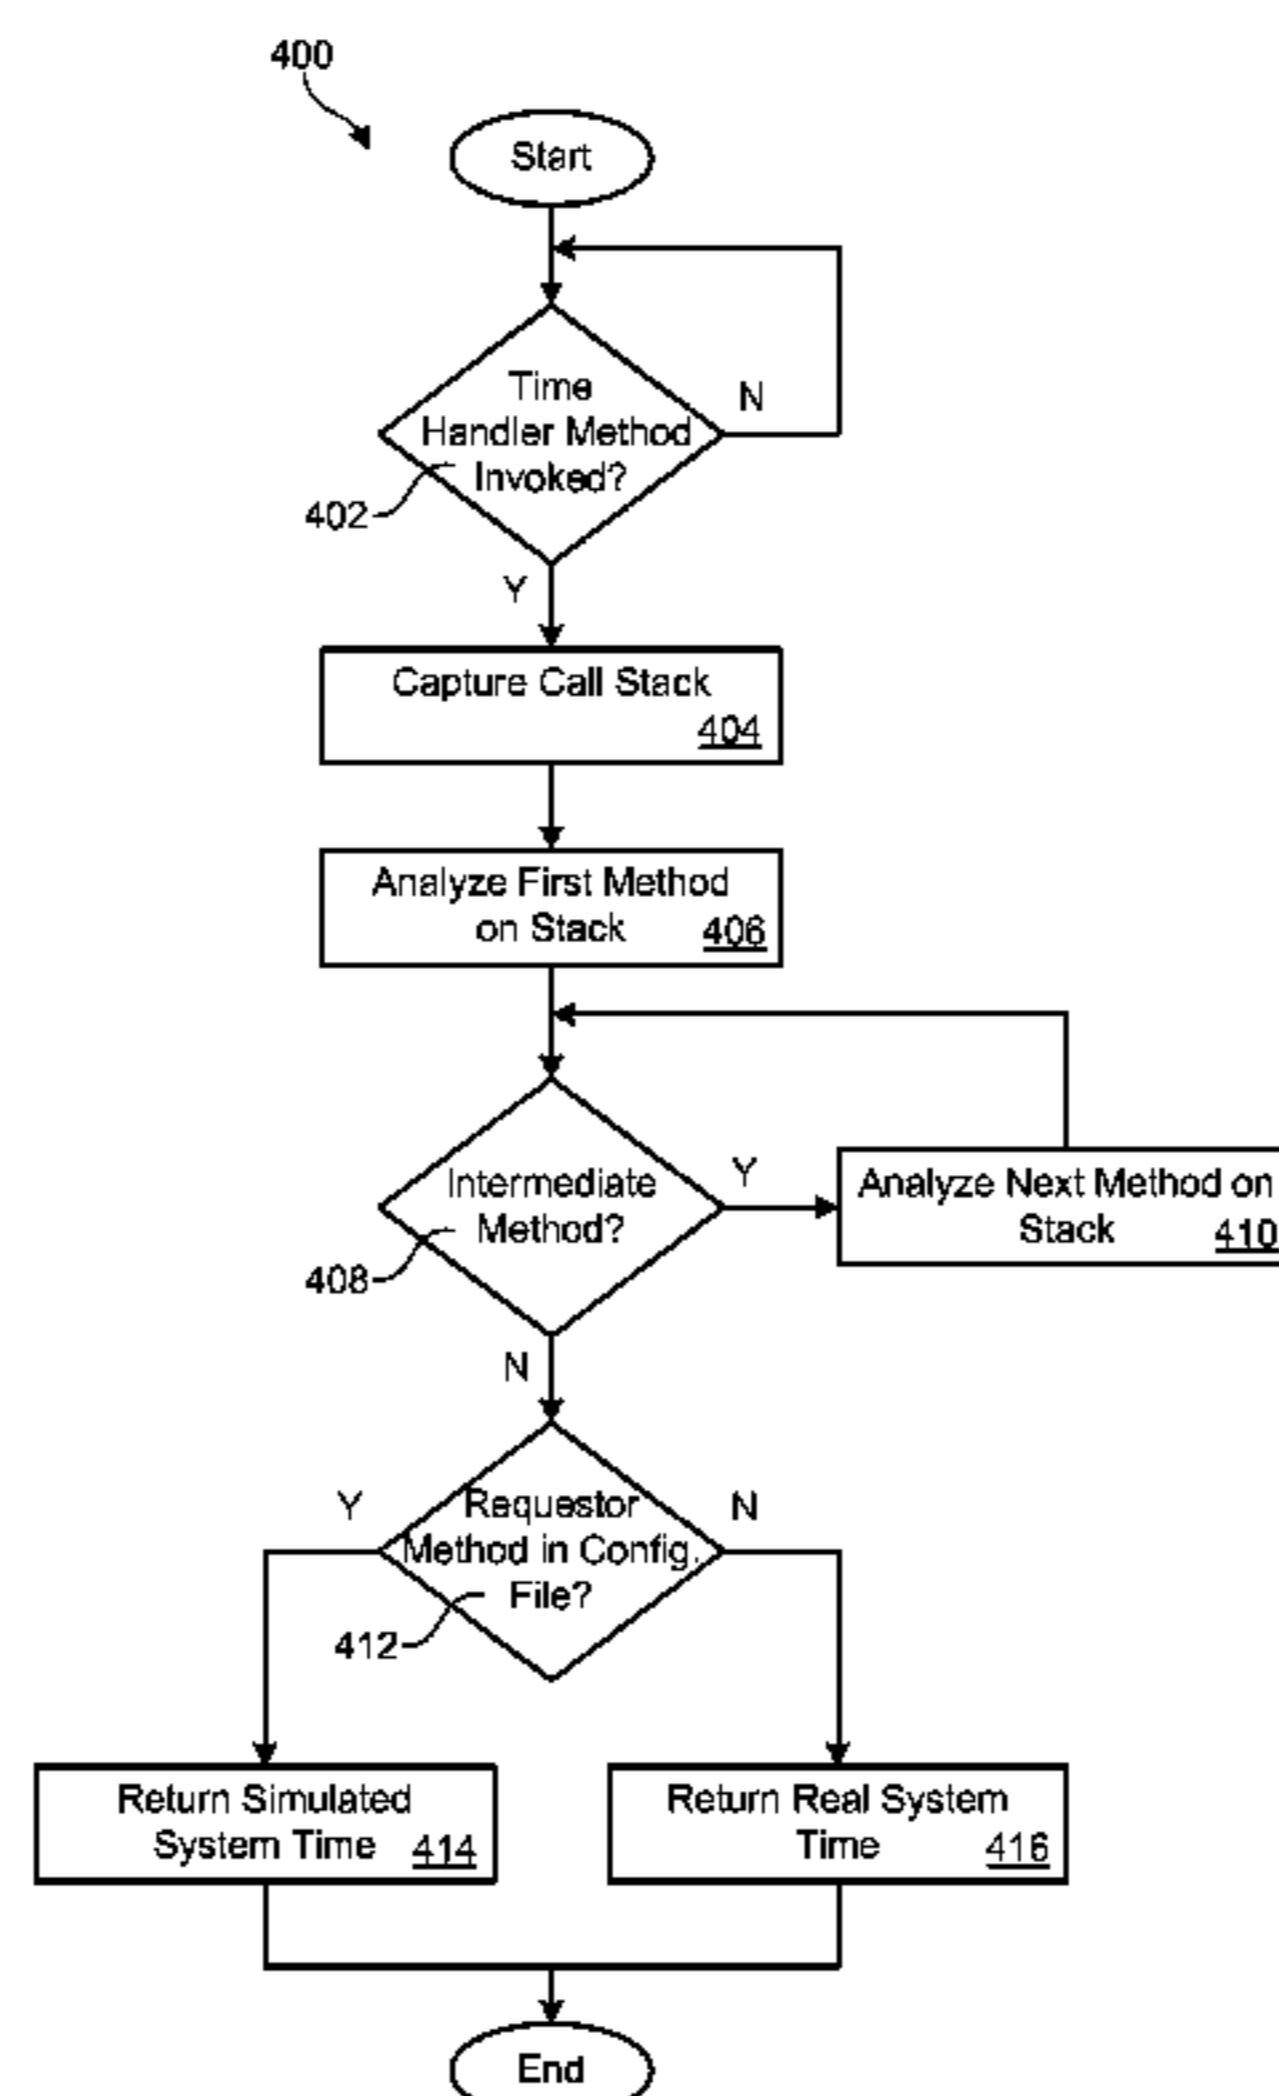 400
Start
Time
Handler Method
Invoked?
N
402
Y
Capture Call Stack
404
Analyze First Method
on Stack 406
Intermediate
Method?
Y
408
Analyze Next Method on
Stack 410
N
Requestor
Method in Config.
File?
Y
N
412
Return Simulated
System Time 414
Return Real System
Time 416
End